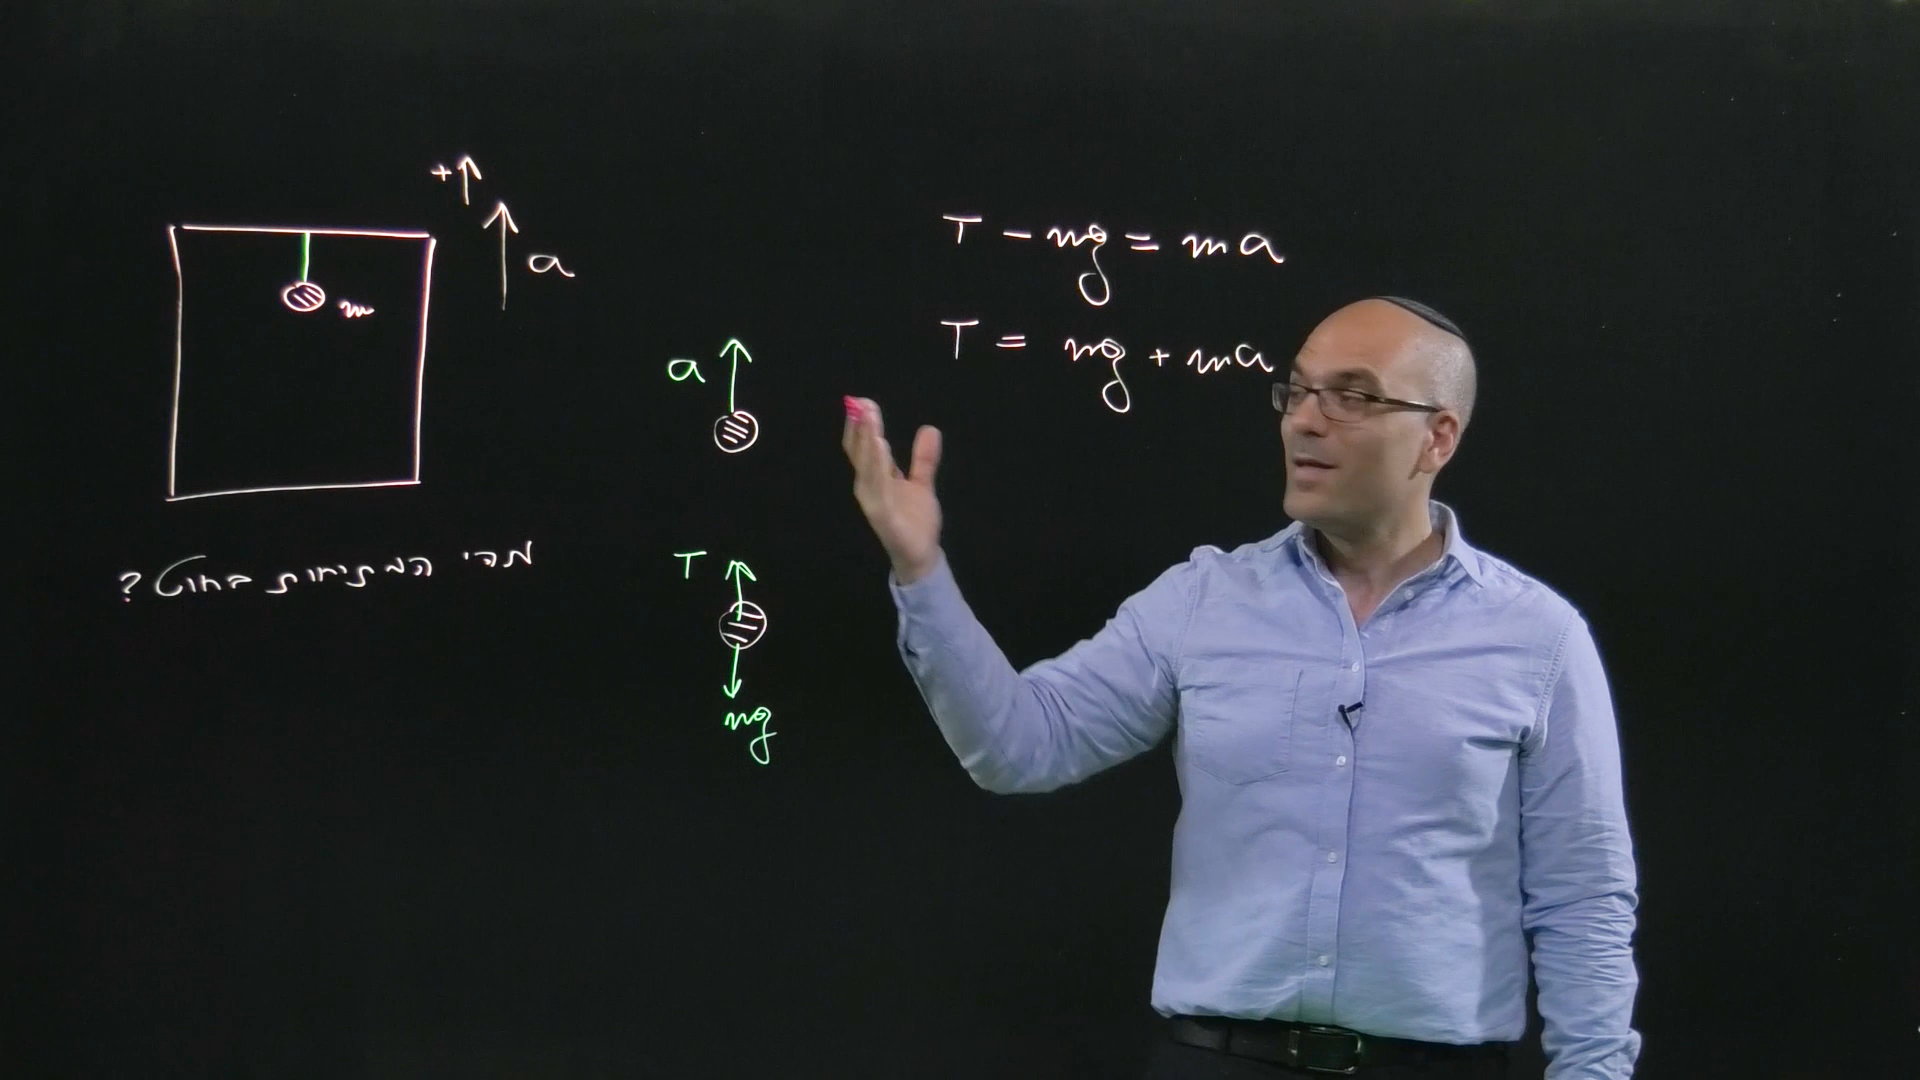 +
a
m
מהי המתיחות בחוט?
a
T
mg
T - mg = ma
T = mg + ma